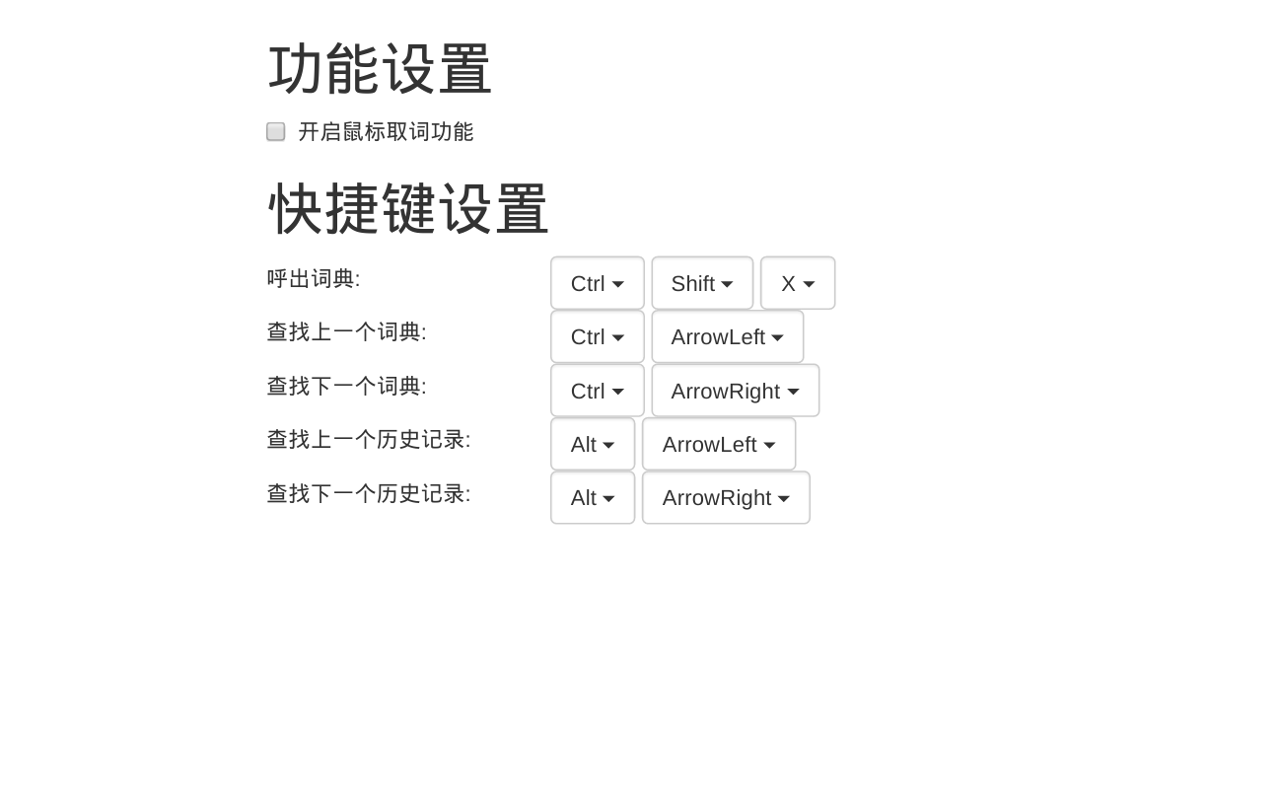 功能设置
开启鼠标取词功能
快捷键设置
呼出词典: Ctrl Shift X
查找上一个词典: Ctrl ArrowLeft
查找下一个词典: Ctrl ArrowRight
查找上一个历史记录: Alt ArrowLeft
查找下一个历史记录: Alt ArrowRight